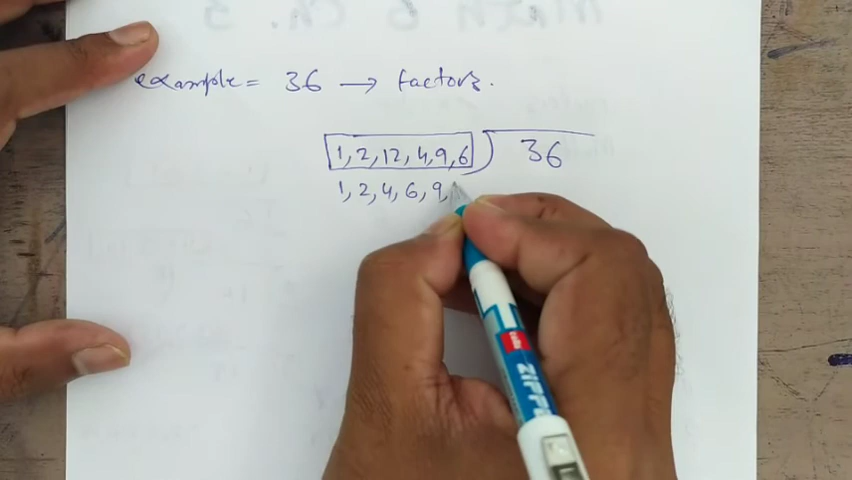 example = 36 → factors.
1, 2, 12, 4, 9, 6 ) 36
1, 2, 4, 6, 9,